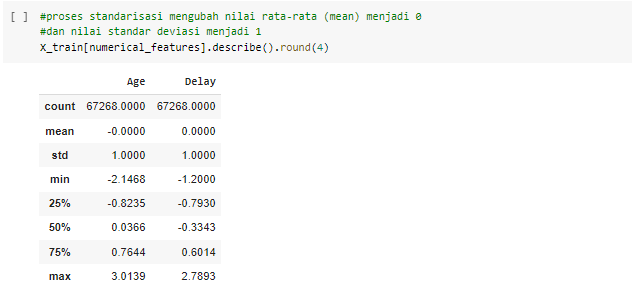 [ ] #proses standarisasi mengubah nilai rata-rata (mean) menjadi 0
#dan nilai standar deviasi menjadi 1
X_train[numerical_features].describe().round(4)
Age Delay
count 67268.0000 67268.0000
mean -0.0000 0.0000
std 1.0000 1.0000
min -2.1468 -1.2000
25% -0.8235 -0.7930
50% 0.0366 -0.3343
75% 0.7644 0.6014
max 3.0139 2.7893